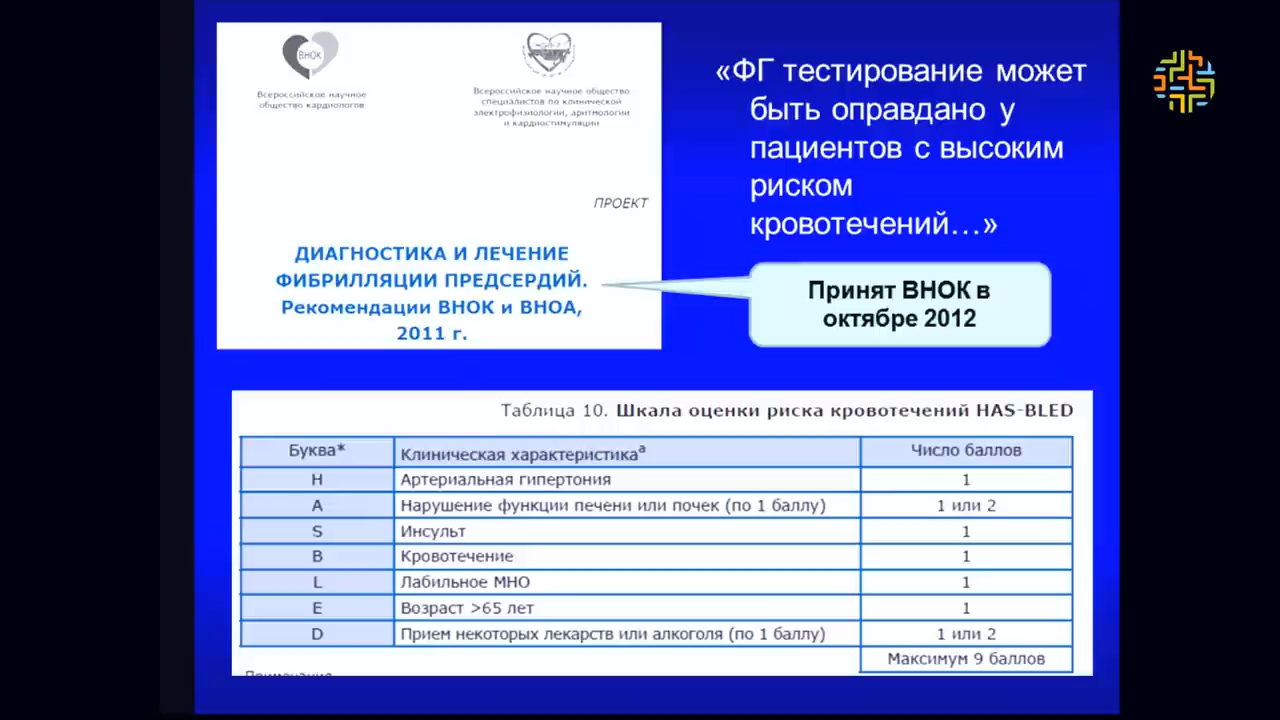 ВНОК
Всероссийское научное
общество кардиологов
Всероссийское научное общество
специалистов по клинической
электрофизиологии, аритмологии
и кардиостимуляции
ПРОЕКТ
ДИАГНОСТИКА И ЛЕЧЕНИЕ
ФИБРИЛЛЯЦИИ ПРЕДСЕРДИЙ.
Рекомендации ВНОК и ВНОА,
2011 г.
«ФГ тестирование может
быть оправдано у
пациентов с высоким
риском
кровотечений…»
Принят ВНОК в
октябре 2012
Таблица 10. Шкала оценки риска кровотечений HAS-BLED
Буква* Клиническая характеристикаª Число баллов
H Артериальная гипертония 1
A Нарушение функции печени или почек (по 1 баллу) 1 или 2
S Инсульт 1
B Кровотечение 1
L Лабильное МНО 1
E Возраст >65 лет 1
D Прием некоторых лекарств или алкоголя (по 1 баллу) 1 или 2
Максимум 9 баллов